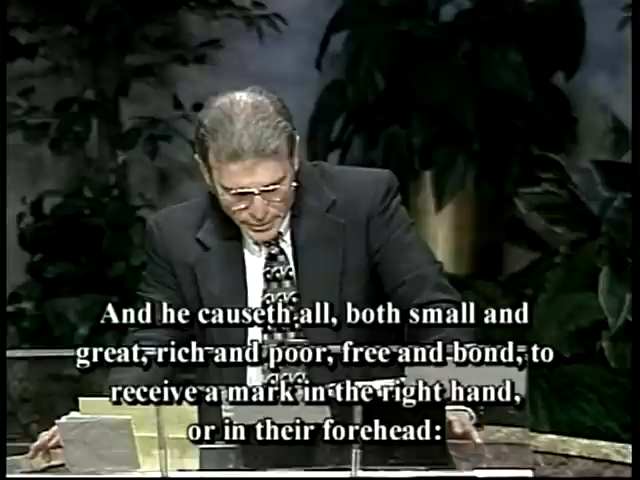 And he causeth all, both small and
great, rich and poor, free and bond, to
receive a mark in the right hand,
or in their forehead: